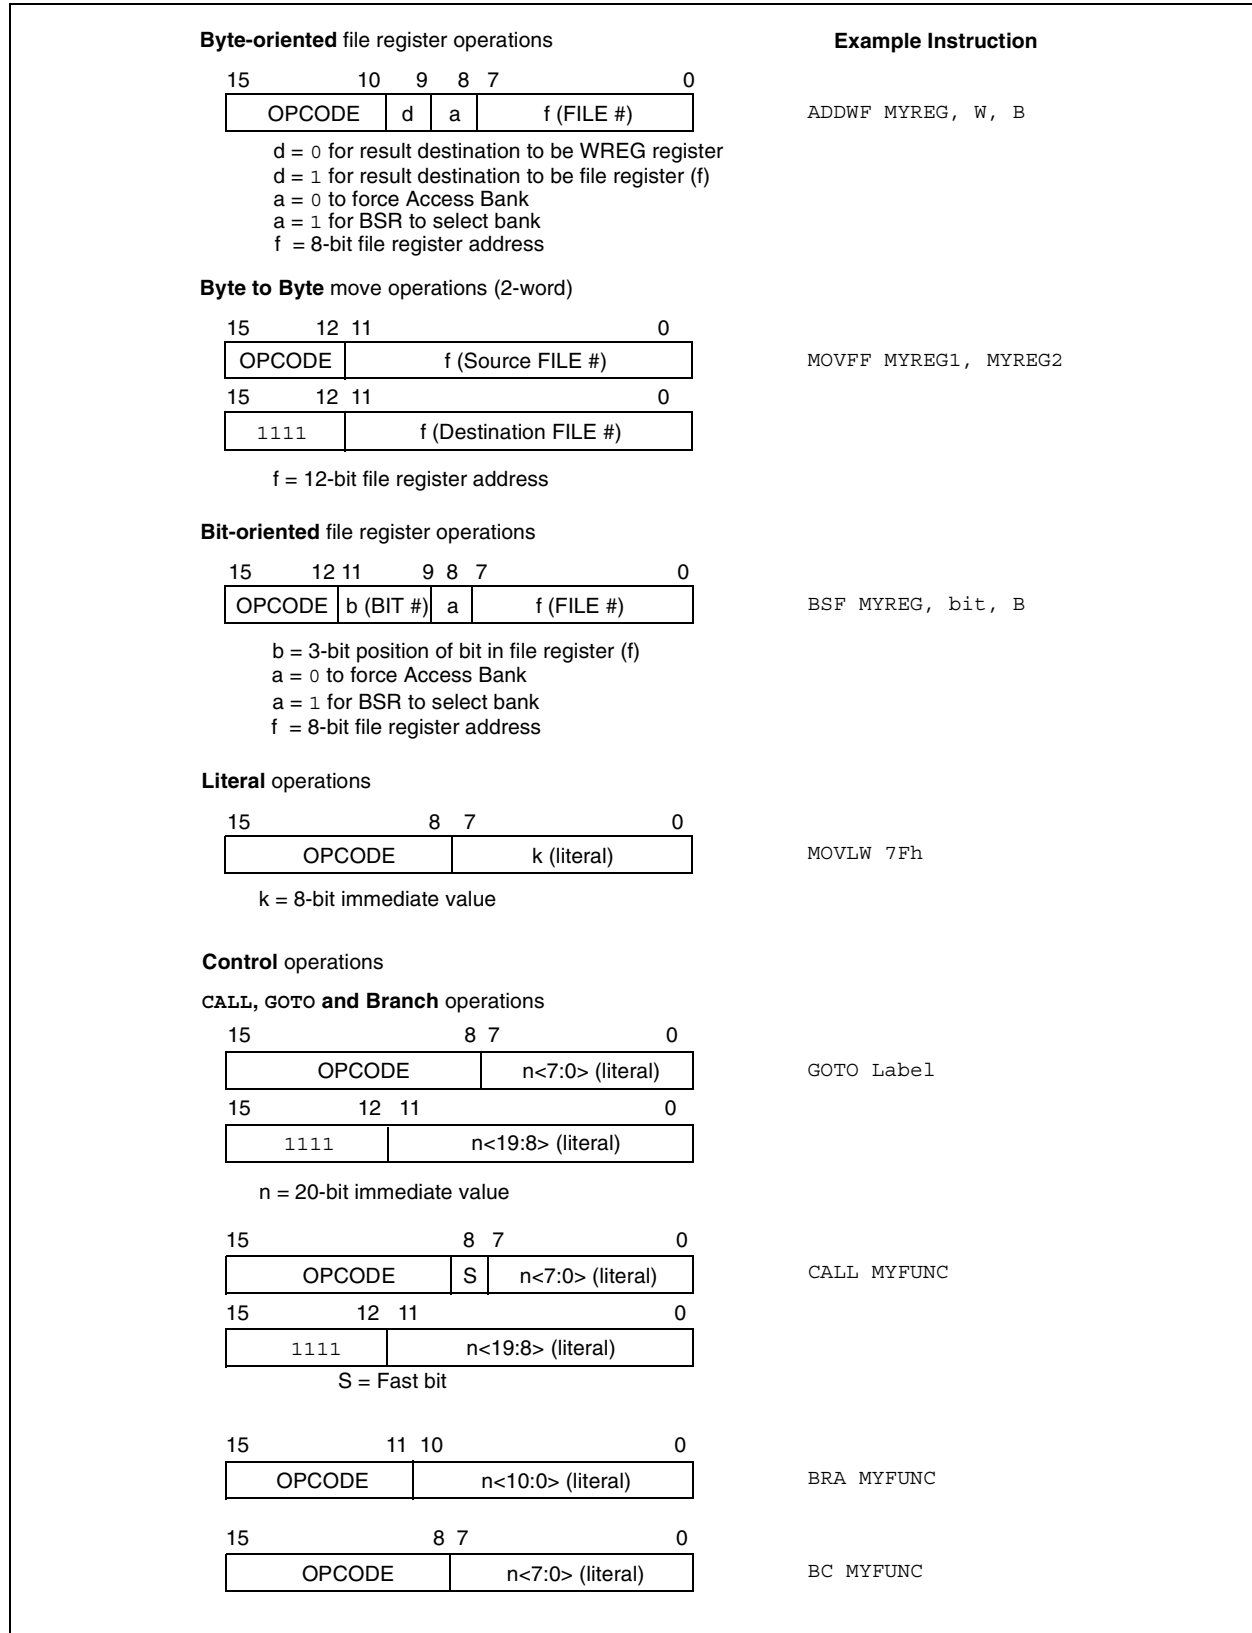 Byte-oriented file register operations Example Instruction
15 10 9 8 7 0
OPCODE d a f (FILE #) ADDWF MYREG, W, B
d = 0 for result destination to be WREG register
d = 1 for result destination to be file register (f)
a = 0 to force Access Bank
a = 1 for BSR to select bank
f = 8-bit file register address
Byte to Byte move operations (2-word)
15 12 11 0
OPCODE f (Source FILE #) MOVFF MYREG1, MYREG2
15 12 11 0
1111 f (Destination FILE #)
f = 12-bit file register address
Bit-oriented file register operations
15 12 11 9 8 7 0
OPCODE b (BIT #) a f (FILE #) BSF MYREG, bit, B
b = 3-bit position of bit in file register (f)
a = 0 to force Access Bank
a = 1 for BSR to select bank
f = 8-bit file register address
Literal operations
15 8 7 0
OPCODE k (literal) MOVLW 7Fh
k = 8-bit immediate value
Control operations
CALL, GOTO and Branch operations
15 8 7 0
OPCODE n<7:0> (literal) GOTO Label
15 12 11 0
1111 n<19:8> (literal)
n = 20-bit immediate value
15 8 7 0
OPCODE S n<7:0> (literal) CALL MYFUNC
15 12 11 0
1111 n<19:8> (literal)
S = Fast bit
15 11 10 0
OPCODE n<10:0> (literal) BRA MYFUNC
15 8 7 0
OPCODE n<7:0> (literal) BC MYFUNC